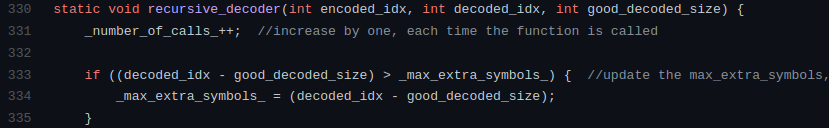 330 static void recursive_decoder(int encoded_idx, int decoded_idx, int good_decoded_size) {
331 _number_of_calls_++; //increase by one, each time the function is called
332
333 if ((decoded_idx - good_decoded_size) > _max_extra_symbols_) { //update the max_extra_symbols,
334 _max_extra_symbols_ = (decoded_idx - good_decoded_size);
335 }